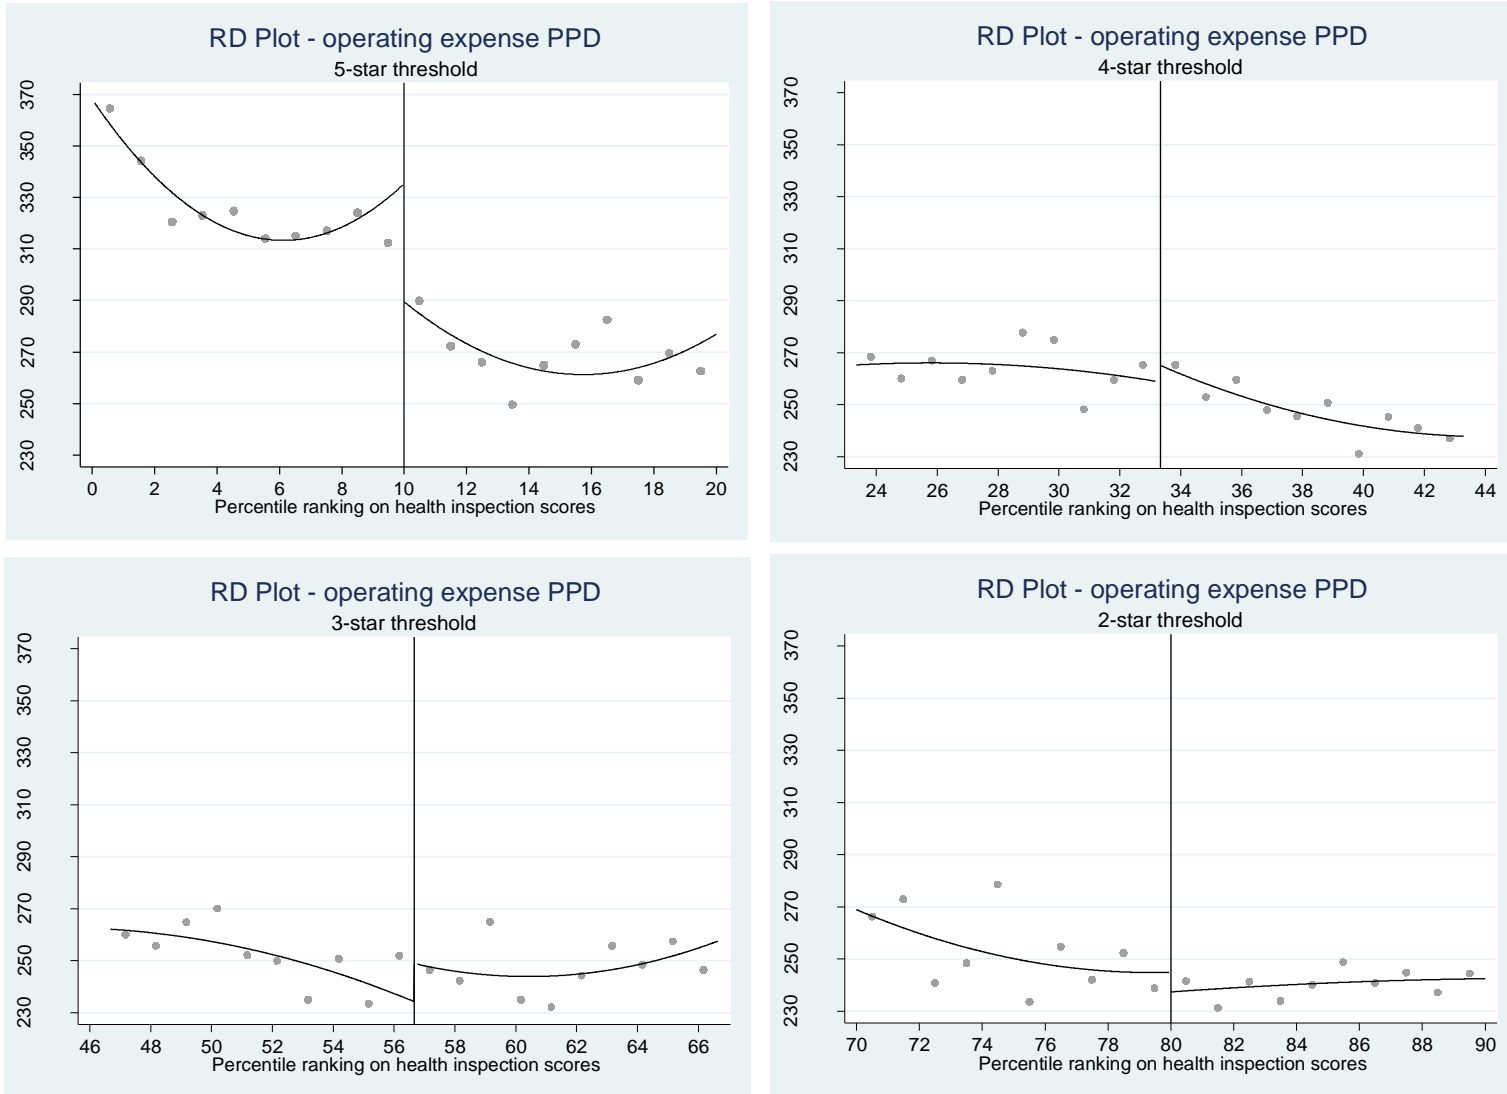 RD Plot - operating expense PPD
5-star threshold
370
350
330
310
290
270
250
230
0 2 4 6 8 10 12 14 16 18 20
Percentile ranking on health inspection scores
RD Plot - operating expense PPD
4-star threshold
370
350
330
310
290
270
250
230
24 26 28 30 32 34 36 38 40 42 44
Percentile ranking on health inspection scores
RD Plot - operating expense PPD
3-star threshold
370
350
330
310
290
270
250
230
46 48 50 52 54 56 58 60 62 64 66
Percentile ranking on health inspection scores
RD Plot - operating expense PPD
2-star threshold
370
350
330
310
290
270
250
230
70 72 74 76 78 80 82 84 86 88 90
Percentile ranking on health inspection scores